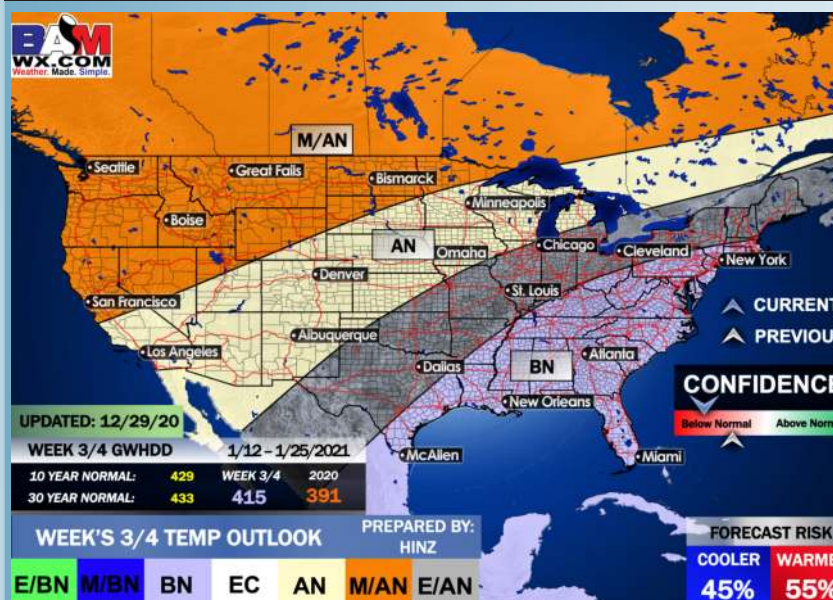 BAM
WX.COM
Weather. Made. Simple.
M/AN
Seattle
Great Falls
Bismarck
Minneapolis
Boise
AN
Omaha
Chicago
Cleveland
New York
Denver
San Francisco
St. Louis
CURRENT
PREVIOU
Albuquerque
Los Angeles
Dallas
BN
Atlanta
New Orleans
CONFIDENCE
Below Normal Above Norm
McAllen
Miami
UPDATED: 12/29/20
WEEK 3/4 GWHDD 1/12 – 1/25/2021
10 YEAR NORMAL: 429 WEEK 3/4 2020
30 YEAR NORMAL: 433 415 391
WEEK'S 3/4 TEMP OUTLOOK
PREPARED BY:
HINZ
FORECAST RISK
COOLER WARME
45% 55%
E/BN M/BN BN EC AN M/AN E/AN